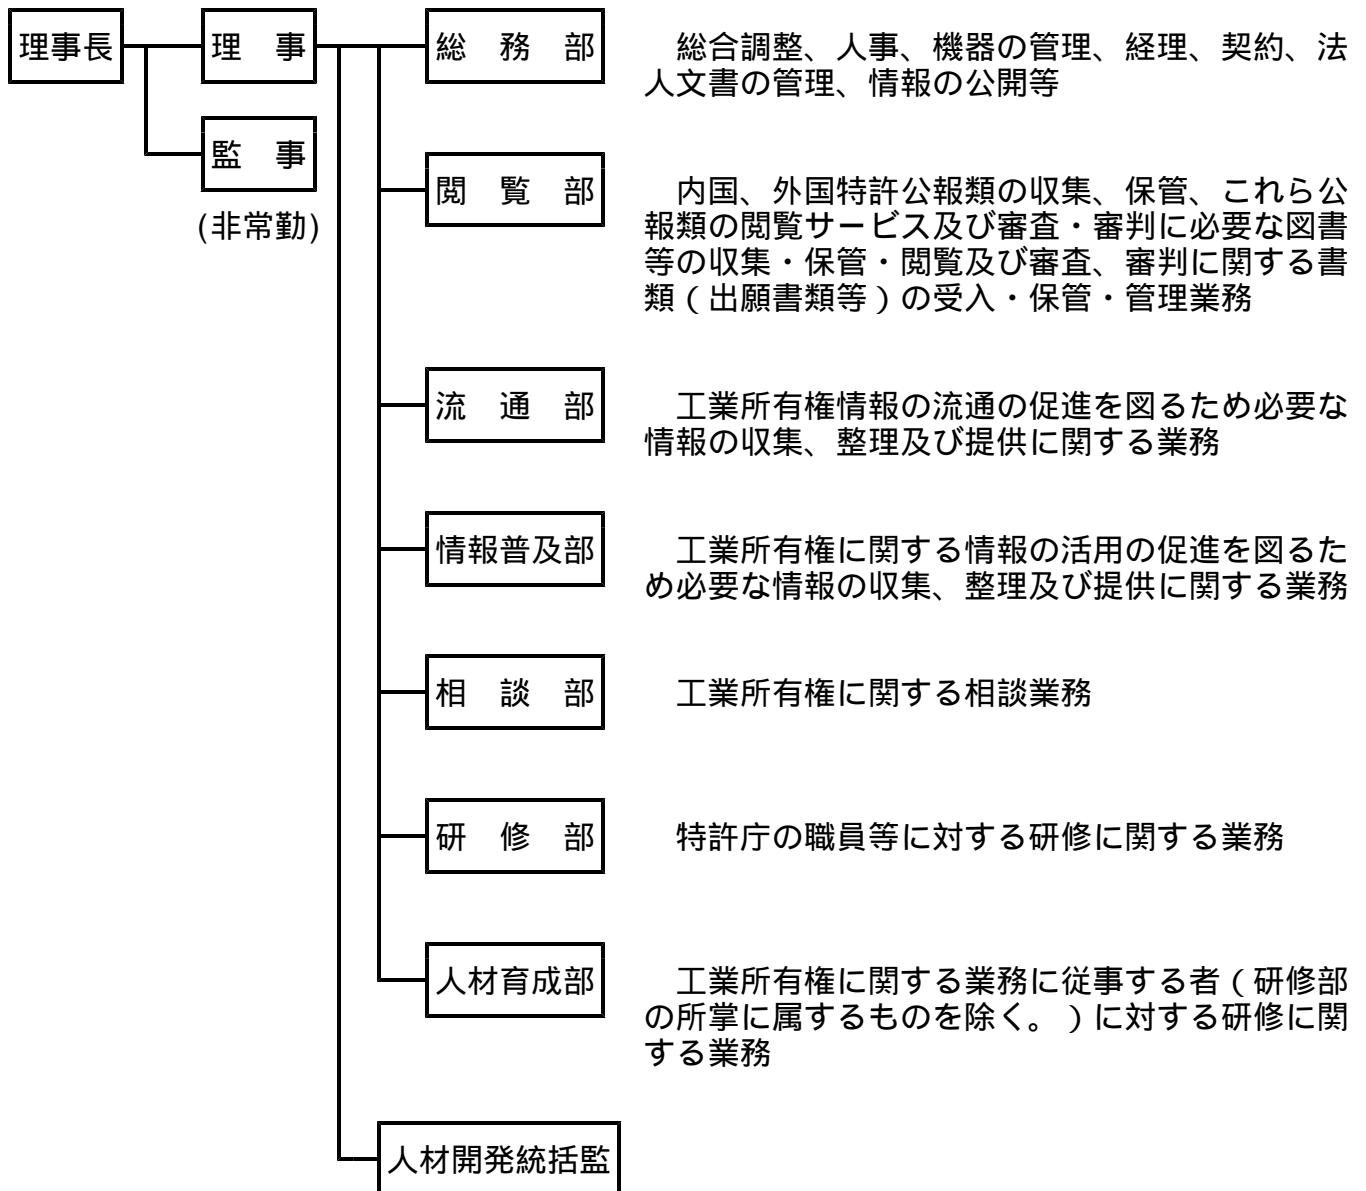 理事長
理　事
総　務　部
　総合調整、人事、機器の管理、経理、契約、法
人文書の管理、情報の公開等
監　事
(非常勤)
閲　覧　部
　内国、外国特許公報類の収集、保管、これら公
報類の閲覧サービス及び審査・審判に必要な図書
等の収集・保管・閲覧及び審査、審判に関する書
類（出願書類等）の受入・保管・管理業務
流　通　部
　工業所有権情報の流通の促進を図るため必要な
情報の収集、整理及び提供に関する業務
情報普及部
　工業所有権に関する情報の活用の促進を図るた
め必要な情報の収集、整理及び提供に関する業務
相　談　部
　工業所有権に関する相談業務
研　修　部
　特許庁の職員等に対する研修に関する業務
人材育成部
　工業所有権に関する業務に従事する者（研修部
の所掌に属するものを除く。）に対する研修に関
する業務
人材開発統括監